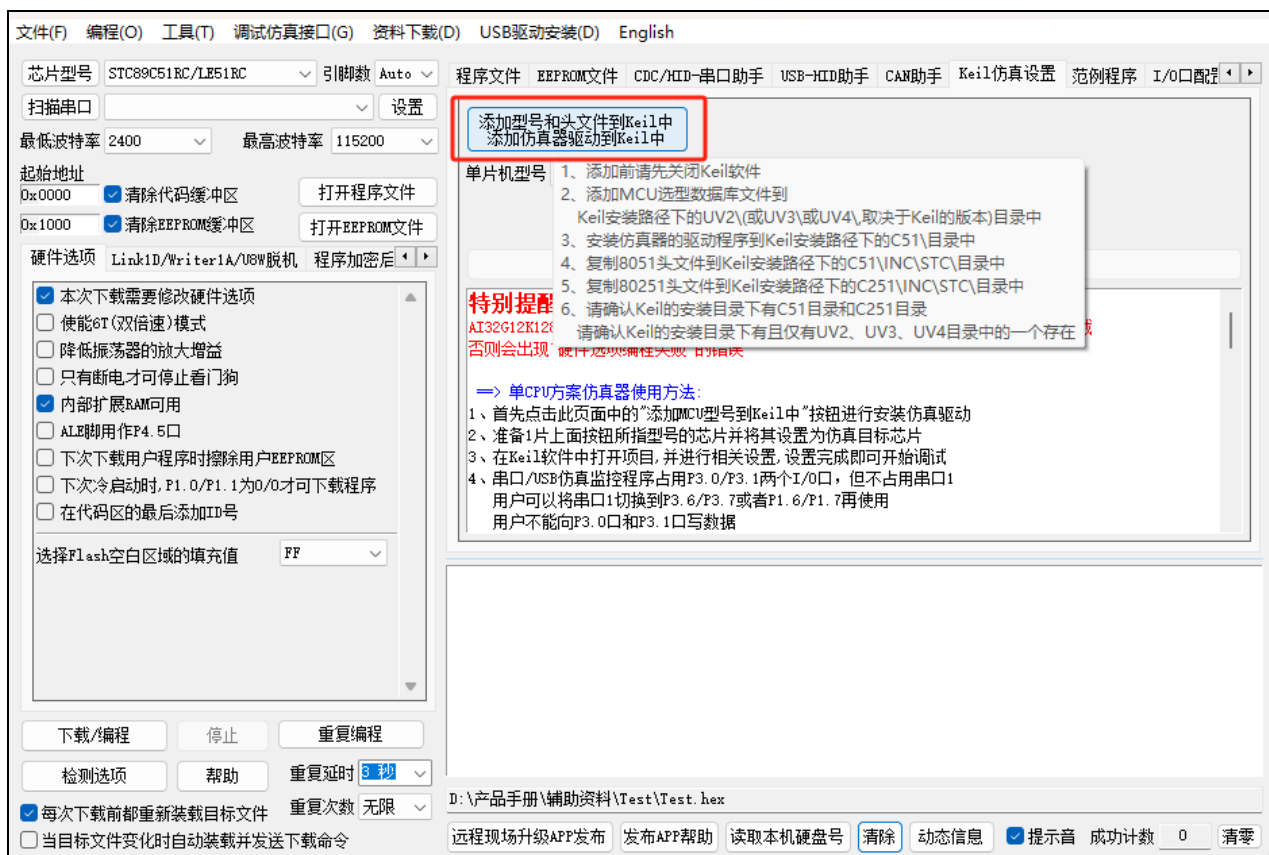 文件(F) 编程(O) 工具(T) 调试仿真接口(G) 资料下载(D) USB驱动安装(D) English
芯片型号 STC89C51RC/LE51RC 引脚数 Auto
扫描串口 设置
最低波特率 2400 最高波特率 115200
起始地址
0x0000 清除代码缓冲区 打开程序文件
0x1000 清除EEPROM缓冲区 打开EEPROM文件
硬件选项 Link1D/Writer1A/U8W脱机 程序加密后
本次下载需要修改硬件选项
使能6T(双倍速)模式
降低振荡器的放大增益
只有断电才可停止看门狗
内部扩展RAM可用
ALE脚用作P4.5口
下次下载用户程序时擦除用户EEPROM区
下次冷启动时,P1.0/P1.1为0/0才可下载程序
在代码区的最后添加ID号
选择Flash空白区域的填充值 FF
下载/编程 停止 重复编程
检测选项 帮助 重复延时 3 秒
每次下载前都重新装载目标文件 重复次数 无限
当目标文件变化时自动装载并发送下载命令
程序文件 EEPROM文件 CDC/HID-串口助手 USB-HID助手 CAN助手 Keil仿真设置 范例程序 I/O口配
添加型号和头文件到Keil中
添加仿真器驱动到Keil中
单片机型号
1、添加前请先关闭Keil软件
2、添加MCU选型数据库文件到
Keil安装路径下的UV2\(或UV3\或UV4\,取决于Keil的版本)目录中
3、安装仿真器的驱动程序到Keil安装路径下的C51\目录中
4、复制8051头文件到Keil安装路径下的C51\INC\STC\目录中
5、复制80251头文件到Keil安装路径下的C251\INC\STC\目录中
6、请确认Keil的安装目录下有C51目录和C251目录
请确认Keil的安装目录下有且仅有UV2、UV3、UV4目录中的一个存在
特别提醒
AI32G12K128
否则会出现"硬件选项编程失败"的错误
==> 单CPU方案仿真器使用方法:
1、首先点击此页面中的"添加MCU型号到Keil中"按钮进行安装仿真驱动
2、准备1片上面按钮所指型号的芯片并将其设置为仿真目标芯片
3、在Keil软件中打开项目,并进行相关设置,设置完成即可开始调试
4、串口/USB仿真监控程序占用P3.0/P3.1两个I/O口，但不占用串口1
用户可以将串口1切换到P3.6/P3.7或者P1.6/P1.7再使用
用户不能向P3.0口和P3.1口写数据
D:\产品手册\辅助资料\Test\Test.hex
远程现场升级APP发布 发布APP帮助 读取本机硬盘号 清除 动态信息 提示音 成功计数 0 清零